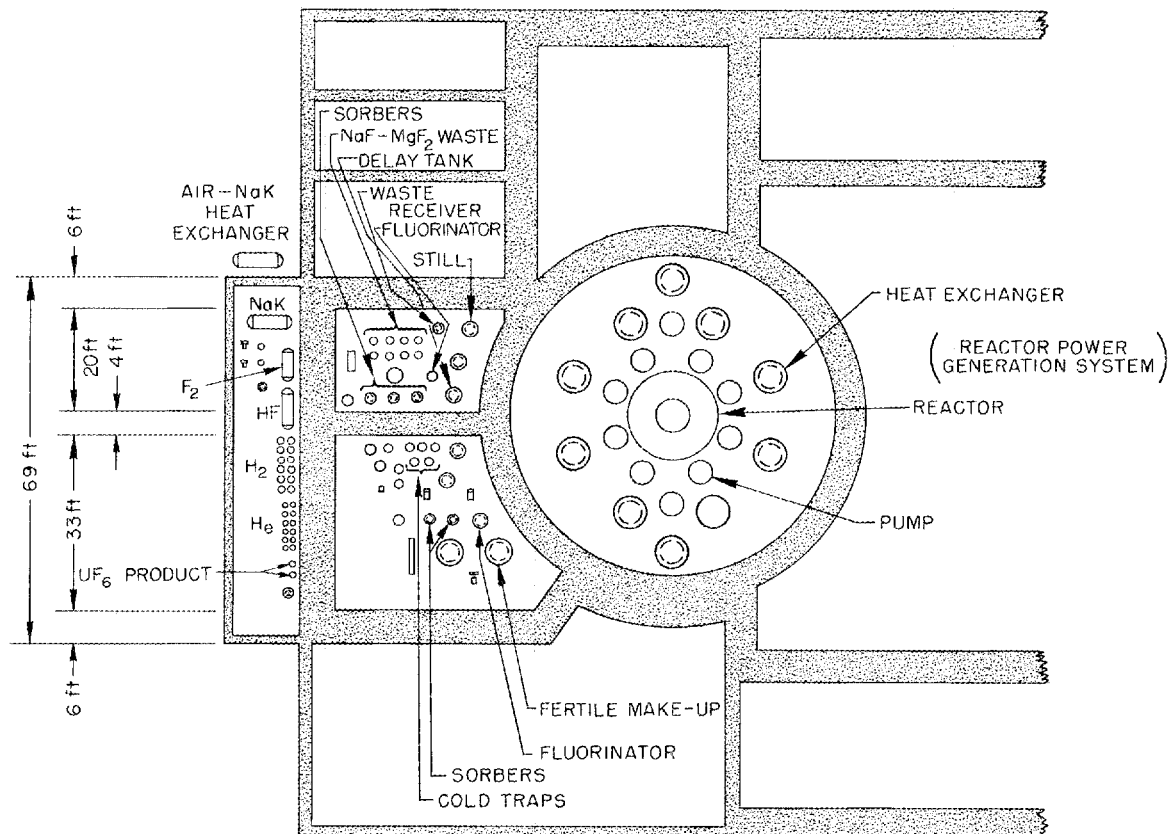 SORBERS
NaF-MgF2 WASTE
DELAY TANK
WASTE
RECEIVER
FLUORINATOR
STILL
AIR-NaK
HEAT
EXCHANGER
6 ft
NaK
20 ft
4 ft
F2
HF
69 ft
H2
33 ft
He
UF6 PRODUCT
6 ft
HEAT EXCHANGER
(REACTOR POWER
GENERATION SYSTEM)
REACTOR
PUMP
FERTILE MAKE-UP
FLUORINATOR
SORBERS
COLD TRAPS